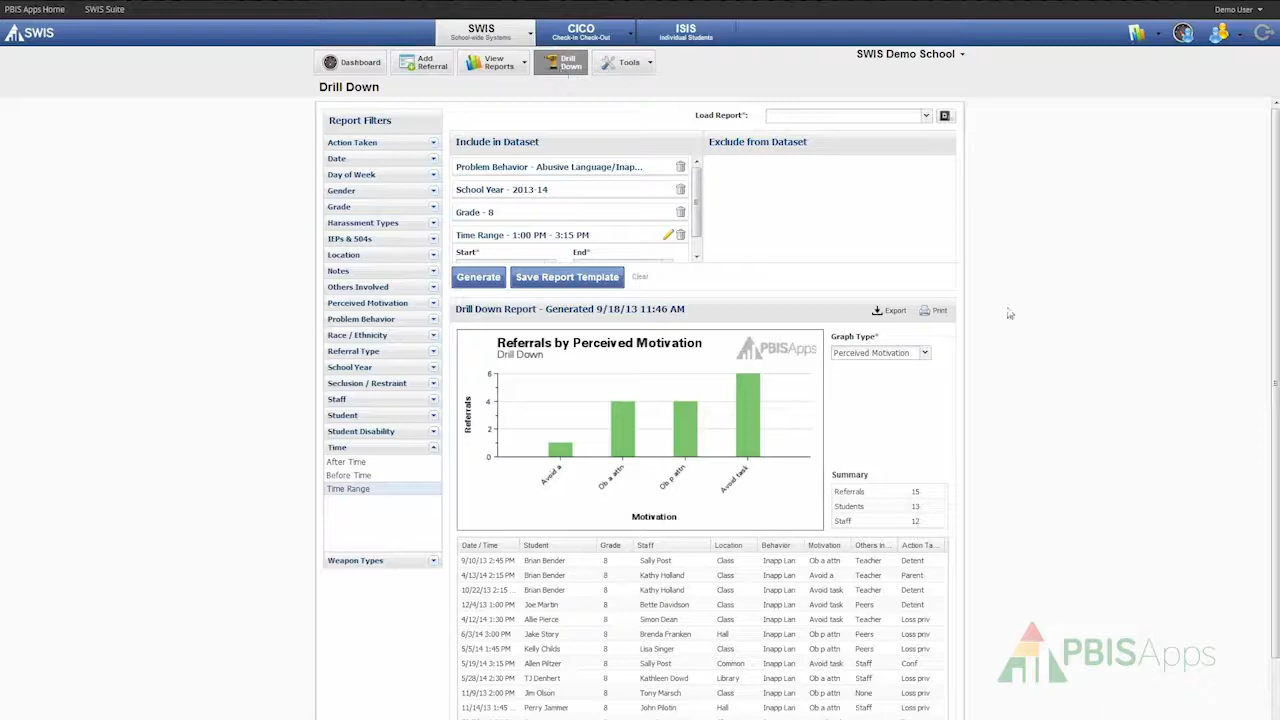 PBIS Apps Home SWIS Suite Demo User
SWIS
SWIS School-wide Systems
CICO Check-in Check-Out
ISIS Individual Students
Dashboard Add Referral View Reports Drill Down Tools
SWIS Demo School
Drill Down
Load Report*:
Report Filters
Action Taken
Date
Day of Week
Gender
Grade
Harassment Types
IEPs & 504s
Location
Notes
Others Involved
Perceived Motivation
Problem Behavior
Race / Ethnicity
Referral Type
School Year
Seclusion / Restraint
Staff
Student
Student Disability
Time
After Time
Before Time
Time Range
Weapon Types
Include in Dataset
Exclude from Dataset
Problem Behavior - Abusive Language/Inap...
School Year - 2013-14
Grade - 8
Time Range - 1:00 PM - 3:15 PM
Start* End*
Generate Save Report Template Clear
Drill Down Report - Generated 9/18/13 11:46 AM
Export Print
Referrals by Perceived Motivation
Drill Down
PBISApps
Graph Type*
Perceived Motivation
6
4
2
0
Referrals
Avoid a
Ob a attn
Ob p attn
Avoid task
Motivation
Summary
Referrals 15
Students 13
Staff 12
Date / Time Student Grade Staff Location Behavior Motivation Others in... Action Ta...
9/10/13 2:45 PM Brian Bender 8 Sally Post Class Inapp Lan Ob a attn Teacher Detent
4/13/14 2:15 PM Brian Bender 8 Kathy Holland Class Inapp Lan Avoid a Teacher Parent
10/22/13 2:15 ... Brian Bender 8 Kathy Holland Class Inapp Lan Avoid task Teacher Detent
12/4/13 1:00 PM Joe Martin 8 Bette Davidson Class Inapp Lan Avoid task Peers Detent
4/12/14 1:30 PM Allie Pierce 8 Simon Dean Class Inapp Lan Avoid task Teacher Loss priv
6/3/14 3:00 PM Jake Story 8 Brenda Franken Hall Inapp Lan Ob p attn Peers Loss priv
5/5/14 1:45 PM Kelly Childs 8 Lisa Singer Class Inapp Lan Ob p attn Peers Loss priv
5/19/14 3:15 PM Allen Piltzer 8 Sally Post Common Inapp Lan Avoid task Staff Conf
5/28/14 2:30 PM TJ Denhert 8 Kathleen Dowd Library Inapp Lan Ob a attn Staff Loss priv
11/9/13 2:00 PM Jim Olson 8 Tony Marsch Class Inapp Lan Ob p attn None Loss priv
11/14/13 1:45 ... Perry Jammer 8 John Pilotin Hall Inapp Lan Ob a attn Staff Loss priv
PBISApps